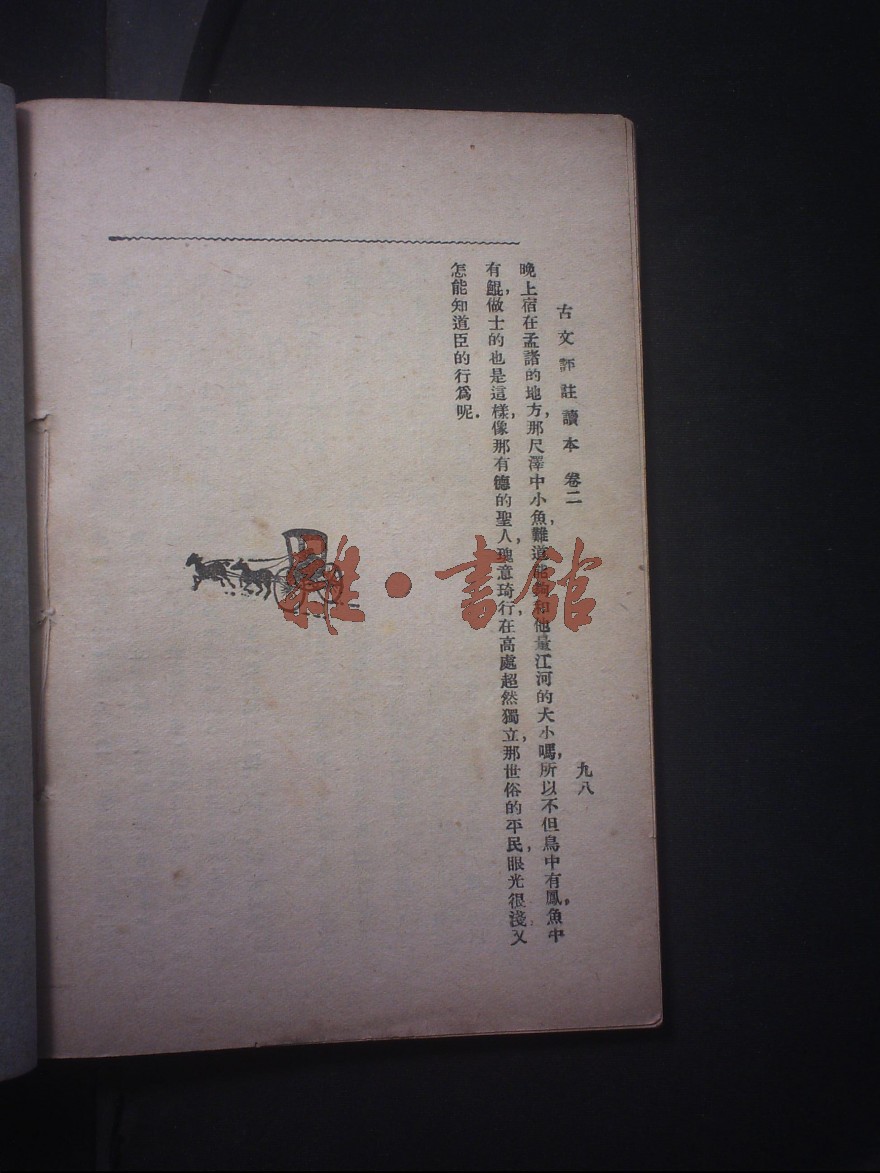 古文評註讀本 卷二
九八
晚上宿在孟諸的地方，那尺澤中小魚，難道能夠和他量江河的大小嗎，所以不但鳥中有鳳。魚中
有鯤，做士的也是這樣，像那有德的聖人，瑰意琦行，在高處超然獨立，那世俗的平民，眼光很淺，又
怎能知道臣的行爲呢．
雜·書館